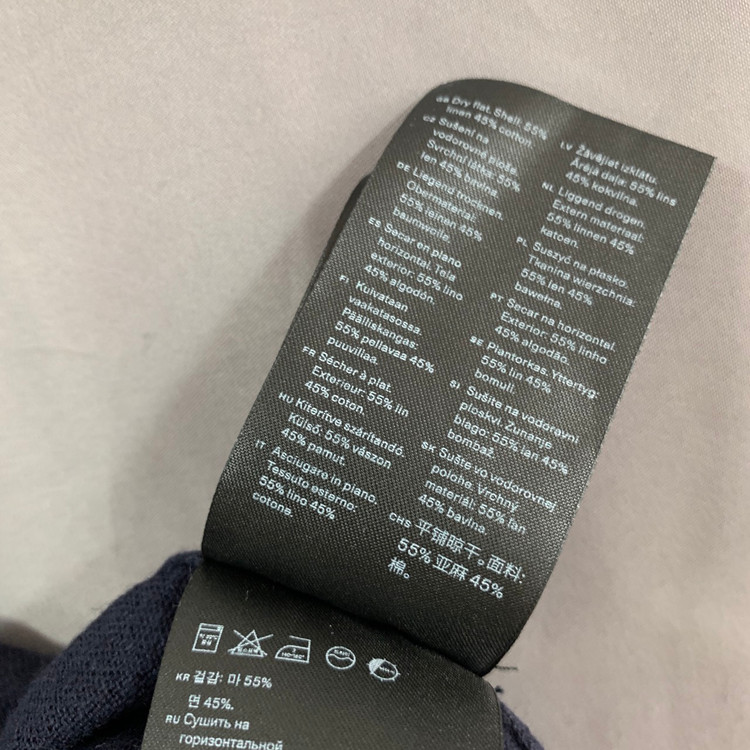 GB Dry flat. Shell: 55%
linen 45% cotton.
CZ Sušení na
vodorovné ploše.
Svrchní látka: 55%
len 45% bavlna.
DE Liegend trocknen.
Obermaterial:
55% leinen 45%
baumwolle.
ES Secar en plano
horizontal. Tela
exterior: 55% lino
45% algodón.
FI Kuivataan
vaakatasossa.
Päälliskangas:
55% pellavaa 45%
puuvillaa.
FR Sécher à plat.
Exterieur: 55% lin
45% coton.
HU Kiterítve szárítandó.
Külső: 55% vászon
45% pamut.
IT Asciugare in piano.
Tessuto esterno:
55% lino 45%
cotone.
LV Žāvējiet izklātu.
Ārējā daļa: 55% lins
45% kokvilna.
NL Liggend drogen.
Extern materiaal:
55% linnen 45%
katoen.
PL Suszyć na płasko.
Tkanina wierzchnia:
55% len 45%
bawełna.
PT Secar na horizontal.
Exterior: 55% linho
45% algodão.
SE Plantorkas. Yttertyg:
55% lin 45%
bomull.
SI Sušite na vodoravni
ploskvi. Zunanje
blago: 55% lan 45%
bombaž.
SK Sušte vo vodorovnej
polohe. Vrchný
materiál: 55% ľan
45% bavlna.
CHS 平铺晾干。面料:
55% 亚麻 45%
棉。
KR 겉감: 마 55%
면 45%.
RU Сушить на
горизонтальной